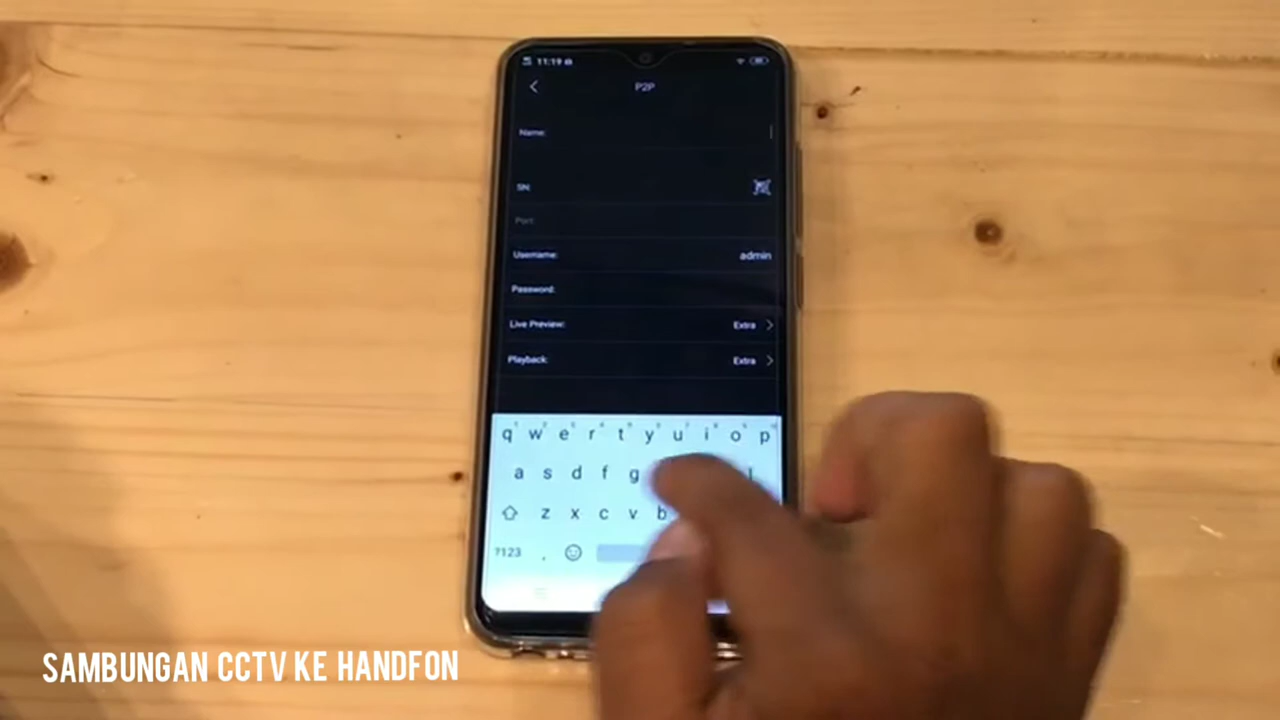 11:19
P2P
Name:
SN:
Port:
Username: admin
Password:
Live Preview: Extra
Playback: Extra
q w e r t y u i o p
a s d f g l
z x c v b
?123 ,
SAMBUNGAN CCTV KE HANDFON